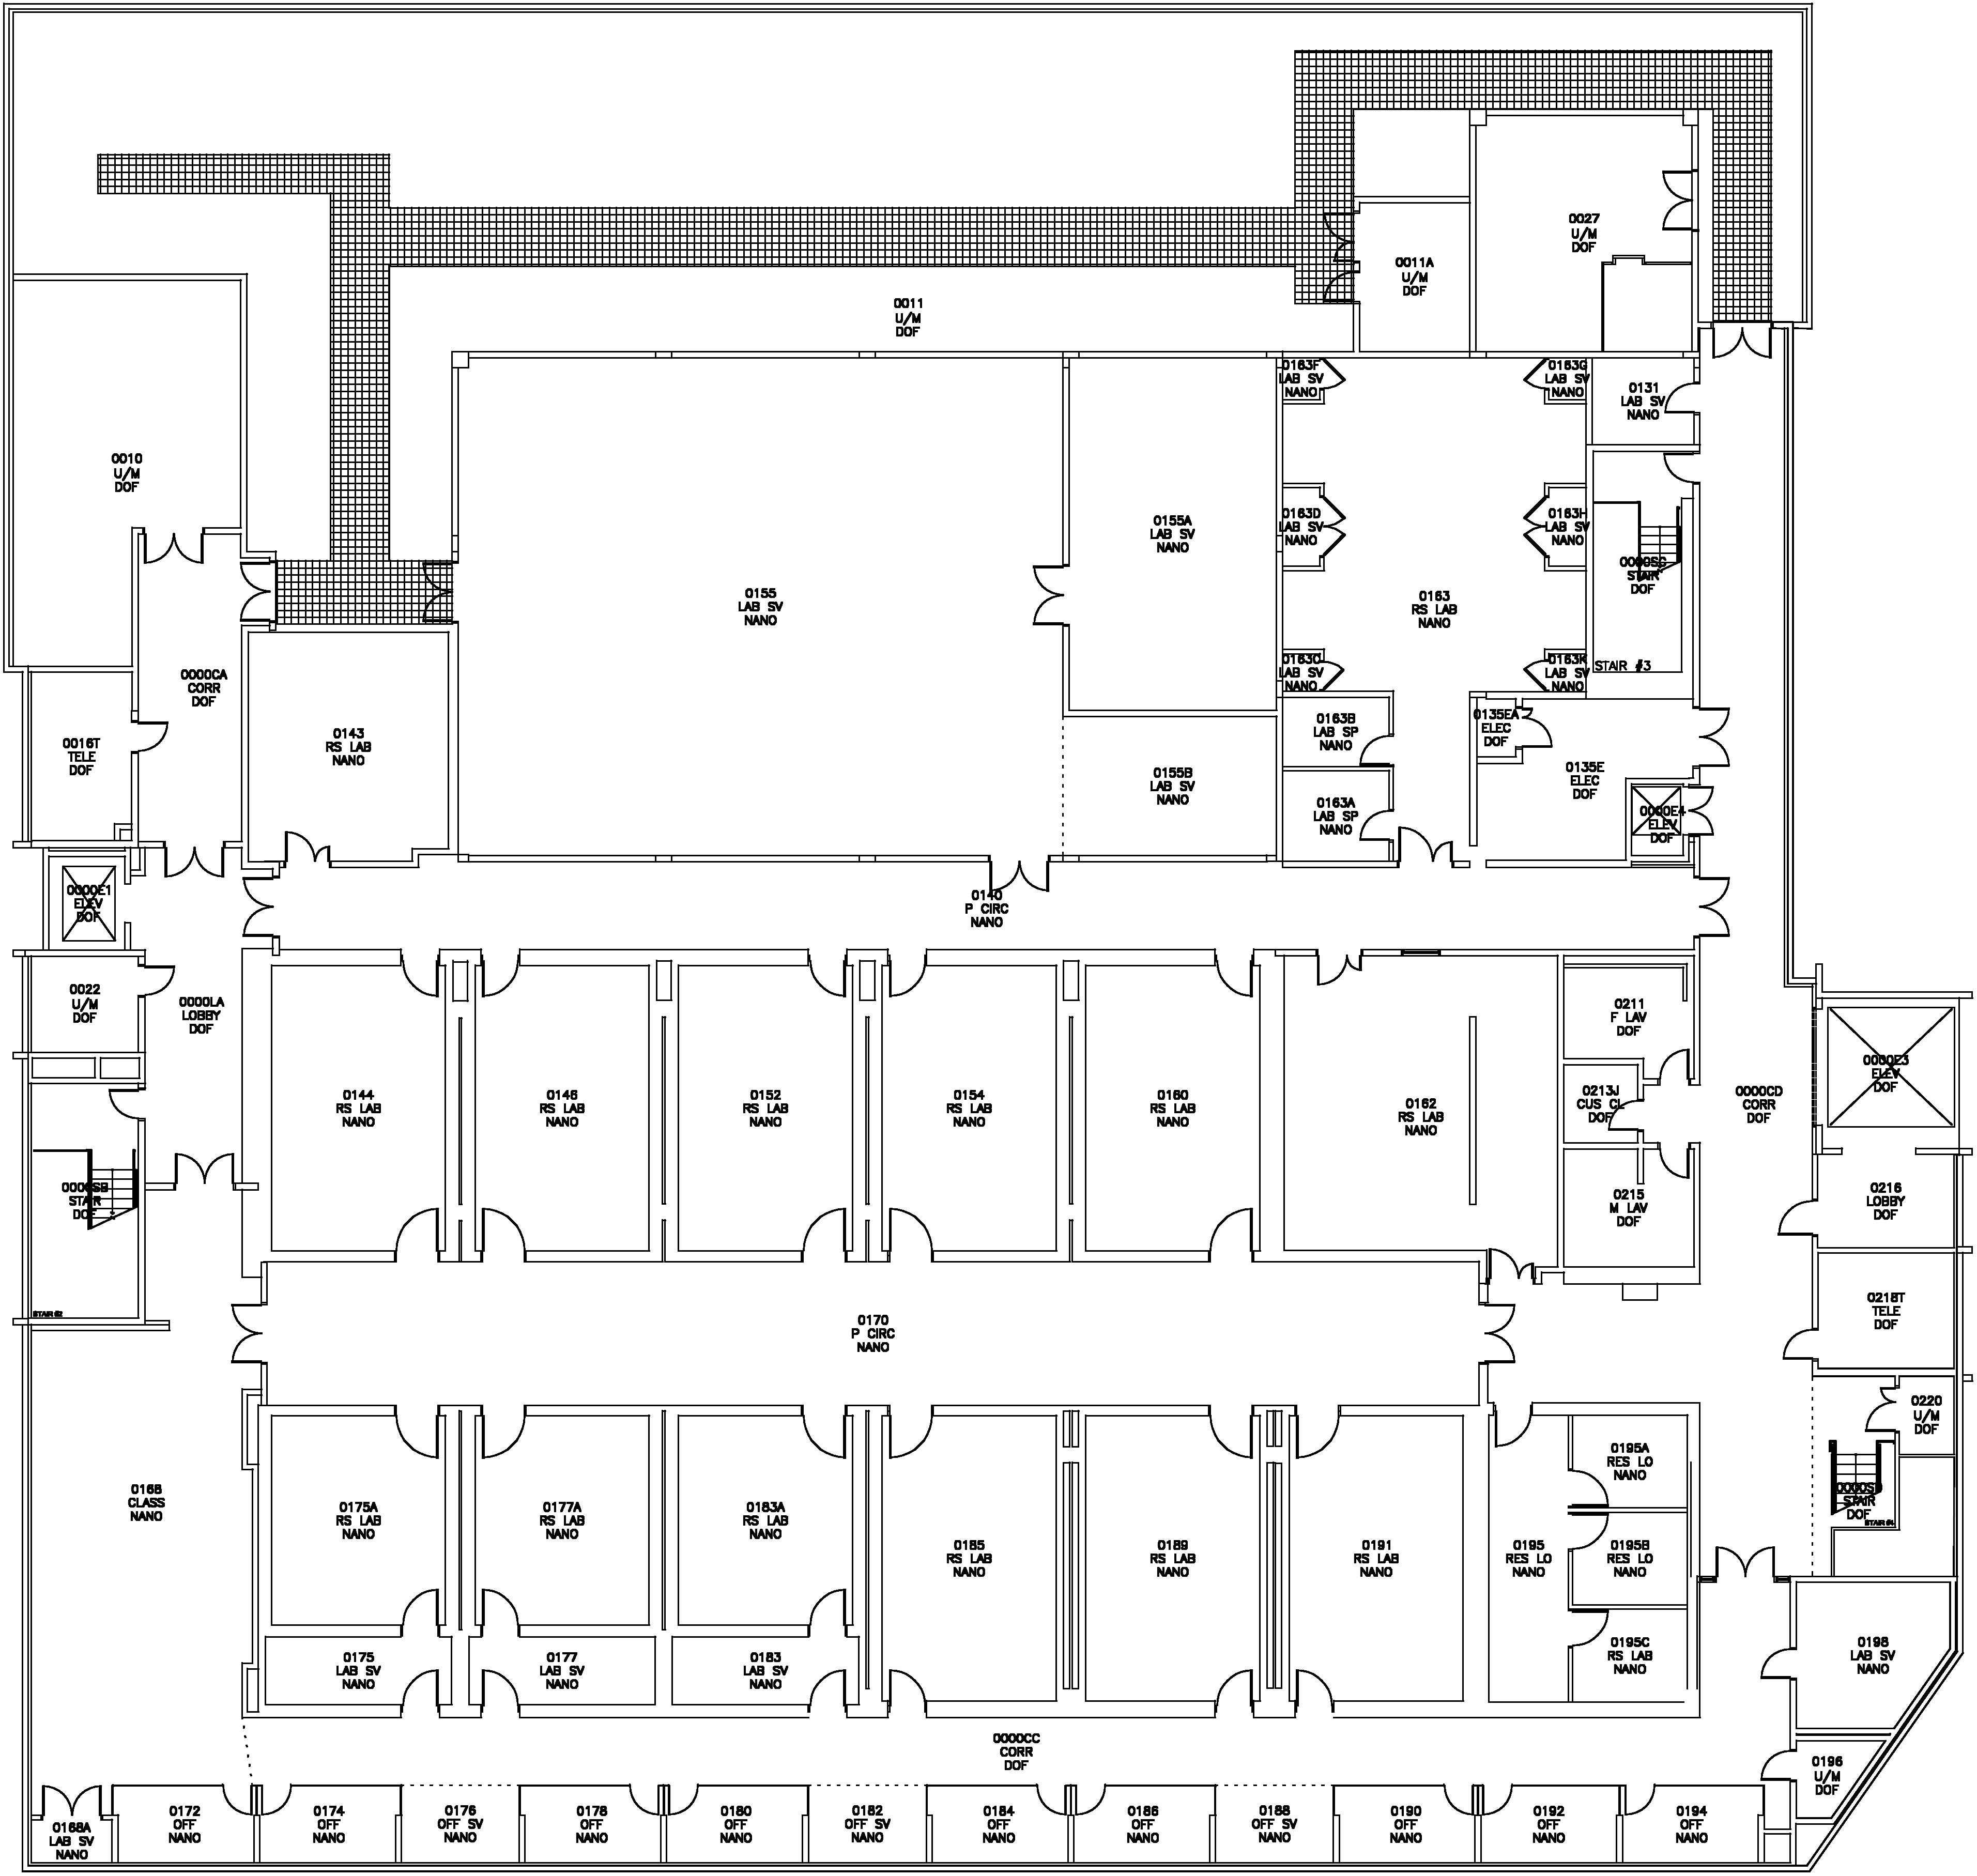 0027
U/M
DOF
0011A
U/M
DOF
0011
U/M
DOF
0163F
LAB SV
NANO
0163G
LAB SV
NANO
0131
LAB SV
NANO
0010
U/M
DOF
0155A
LAB SV
NANO
0163D
LAB SV
NANO
0163H
LAB SV
NANO
0000SC
STAIR
DOF
0155
LAB SV
NANO
0163
RS LAB
NANO
0163C
LAB SV
NANO
0163K
LAB SV
NANO
STAIR #3
0000CA
CORR
DOF
0016T
TELE
DOF
0143
RS LAB
NANO
0163B
LAB SP
NANO
0135EA
ELEC
DOF
0155B
LAB SV
NANO
0135E
ELEC
DOF
0163A
LAB SP
NANO
0000E4
ELEV
DOF
0000E1
ELEV
DOF
0140
P CIRC
NANO
0022
U/M
DOF
0000LA
LOBBY
DOF
0211
F LAV
DOF
0000E3
ELEV
DOF
0144
RS LAB
NANO
0146
RS LAB
NANO
0152
RS LAB
NANO
0154
RS LAB
NANO
0160
RS LAB
NANO
0162
RS LAB
NANO
0213J
CUS CL
DOF
0000CD
CORR
DOF
0000SB
STAIR
DOF
0215
M LAV
DOF
0216
LOBBY
DOF
STAIR #2
0218T
TELE
DOF
0170
P CIRC
NANO
0220
U/M
DOF
0168
CLASS
NANO
0175A
RS LAB
NANO
0177A
RS LAB
NANO
0183A
RS LAB
NANO
0195A
RES LO
NANO
0000SD
STAIR
DOF
STAIR #4
0185
RS LAB
NANO
0189
RS LAB
NANO
0191
RS LAB
NANO
0195
RES LO
NANO
0195B
RES LO
NANO
0175
LAB SV
NANO
0177
LAB SV
NANO
0183
LAB SV
NANO
0195C
RS LAB
NANO
0198
LAB SV
NANO
0000CC
CORR
DOF
0196
U/M
DOF
0168A
LAB SV
NANO
0172
OFF
NANO
0174
OFF
NANO
0176
OFF SV
NANO
0178
OFF
NANO
0180
OFF
NANO
0182
OFF SV
NANO
0184
OFF
NANO
0186
OFF
NANO
0188
OFF SV
NANO
0190
OFF
NANO
0192
OFF
NANO
0194
OFF
NANO